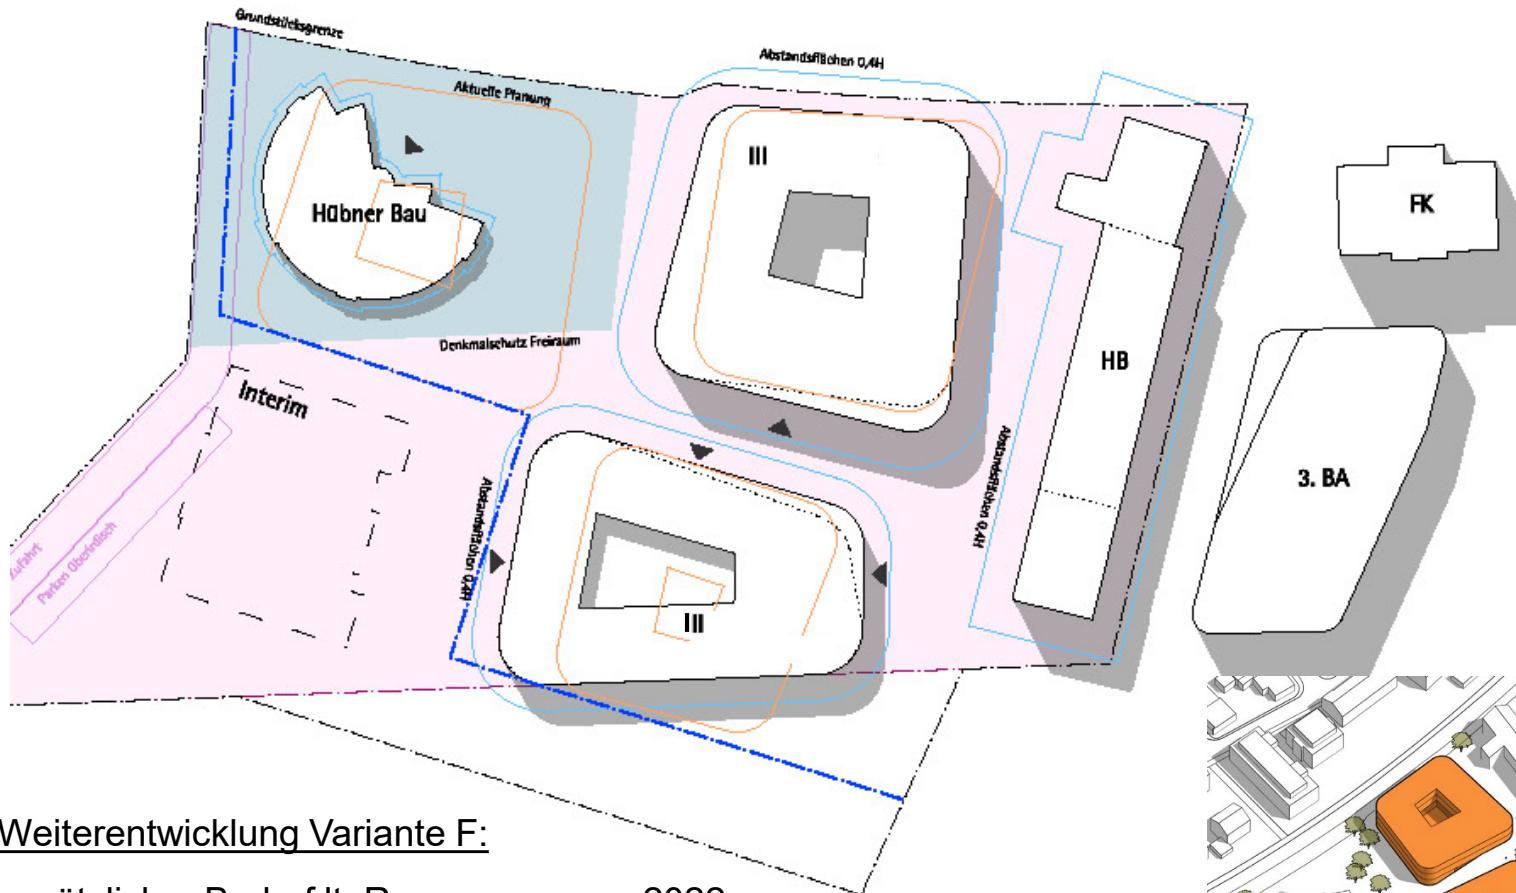 Grundstücksgrenze
Abstandsflächen 0,4H
Aktuelle Planung
III
Hübner Bau
FK
Denkmalschutz Freiraum
HB
Interim
Abstandsflächen 0,4H
Abstandsflächen 0,4H
3. BA
Zufahrt
Parken Oberirdisch
III
Weiterentwicklung Variante F: